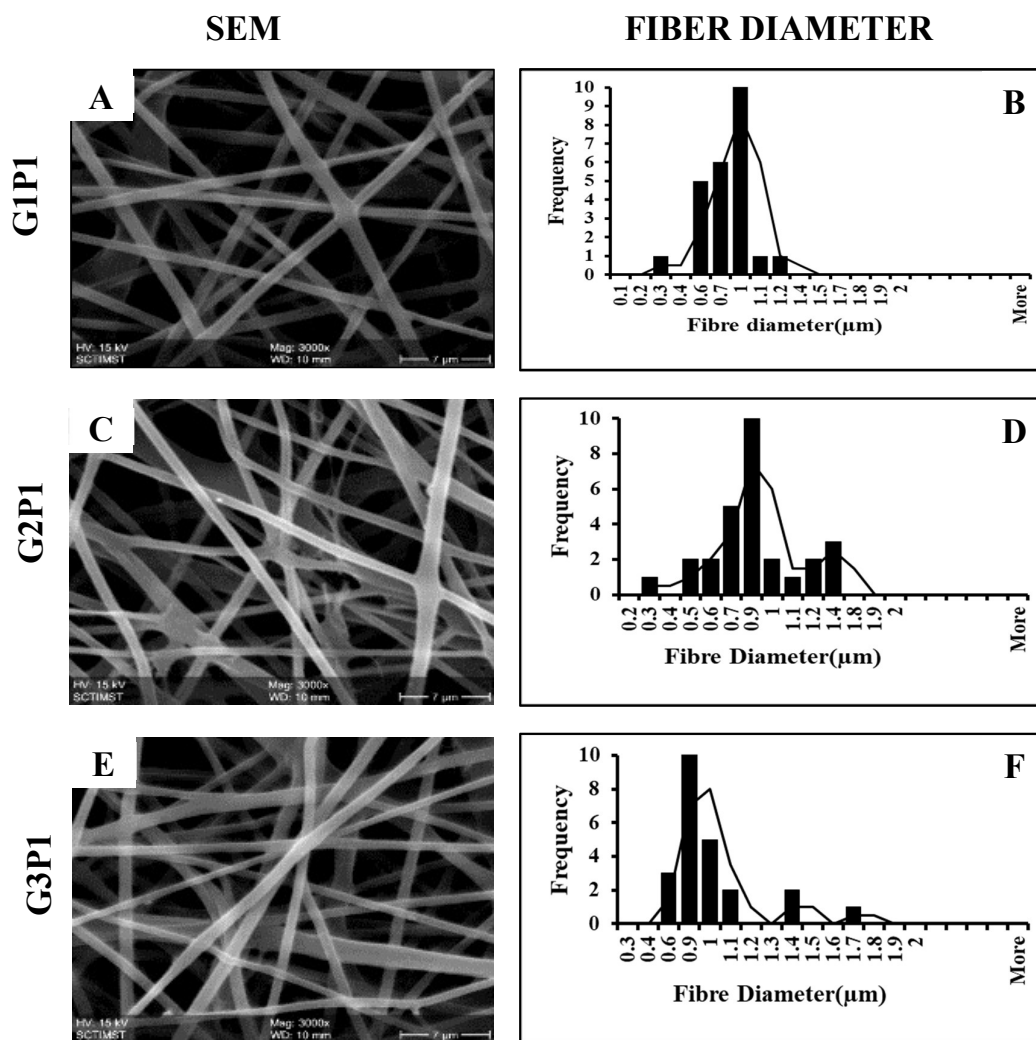 SEM
FIBER DIAMETER
G1P1
A
HV: 15 kV Mag: 3000x
SCTIMST WD: 10 mm 7 µm
B
Frequency
10
9
8
7
6
5
4
3
2
1
0
0.1 0.2 0.3 0.4 0.6 0.7 1 1.1 1.2 1.4 1.5 1.7 1.8 1.9 2 More
Fibre diameter(µm)
G2P1
C
HV: 15 kV Mag: 3000x
SCTIMST WD: 10 mm 7 µm
D
Frequency
10
8
6
4
2
0
0.2 0.3 0.4 0.5 0.6 0.7 0.9 1 1.1 1.2 1.4 1.8 1.9 2 More
Fibre Diameter(µm)
G3P1
E
HV: 15 kV Mag: 3000x
SCTIMST WD: 10 mm 7 µm
F
Frequency
10
8
6
4
2
0
0.3 0.4 0.6 0.9 1 1.1 1.2 1.3 1.4 1.5 1.6 1.7 1.8 1.9 2 More
Fibre Diameter(µm)